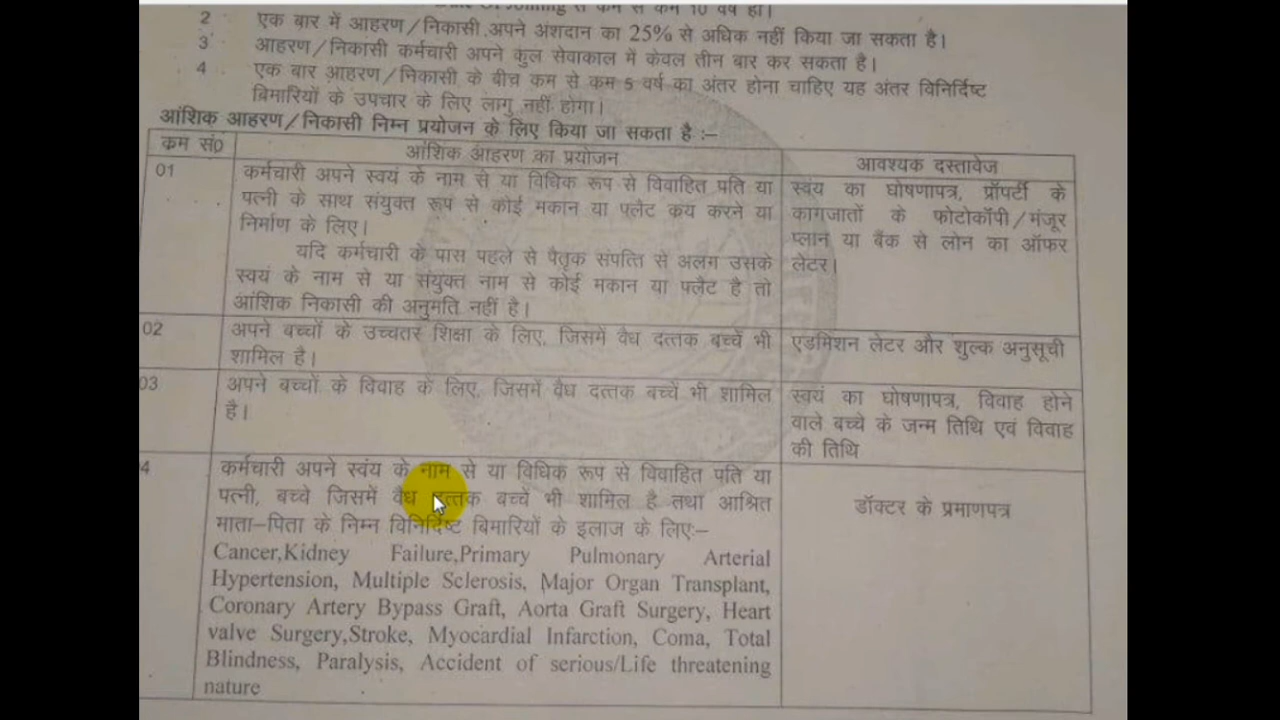 से कम से कम 10 वर्ष हो।
2 एक बार में आहरण/निकासी अपने अंशदान का 25% से अधिक नहीं किया जा सकता है।
3 आहरण/निकासी कर्मचारी अपने कुल सेवाकाल में केवल तीन बार कर सकता है।
4 एक बार आहरण/निकासी के बीच कम से कम 5 वर्ष का अंतर होना चाहिए यह अंतर विनिर्दिष्ट
बिमारियों के उपचार के लिए लागु नहीं होगा।
आंशिक आहरण/निकासी निम्न प्रयोजन के लिए किया जा सकता है :–
कम सं0 आंशिक आहरण का प्रयोजन आवश्यक दस्तावेज
01 कर्मचारी अपने स्वयं के नाम से या विधिक रूप से विवाहित पति या
पत्नी के साथ संयुक्त रूप से कोई मकान या फ्लैट कय करने या
निर्माण के लिए।
यदि कर्मचारी के पास पहले से पैतृक संपत्ति से अलग उसके
स्वयं के नाम से या संयुक्त नाम से कोई मकान या फ्लैट है तो
आंशिक निकासी की अनुमति नहीं है।
स्वयं का घोषणापत्र, प्रॉपर्टी के
कागजातों के फोटोकॉपी/मंजूर
प्लान या बैंक से लोन का ऑफर
लेटर।
02 अपने बच्चों के उच्चतर शिक्षा के लिए, जिसमें वैध दत्तक बच्चें भी
शामिल है।
एडमिशन लेटर और शुल्क अनुसूची
03 अपने बच्चों के विवाह के लिए, जिसमें वैध दत्तक बच्चें भी शामिल
है।
स्वयं का घोषणापत्र, विवाह होने
वाले बच्चे के जन्म तिथि एवं विवाह
की तिथि
4 कर्मचारी अपने स्वंय के नाम से या विधिक रूप से विवाहित पति या
पत्नी, बच्चे जिसमें वैध दत्तक बच्चें भी शामिल है तथा आश्रित
माता–पिता के निम्न विनिर्दिष्ट बिमारियों के इलाज के लिए:–
Cancer,Kidney Failure,Primary Pulmonary Arterial
Hypertension, Multiple Sclerosis, Major Organ Transplant,
Coronary Artery Bypass Graft, Aorta Graft Surgery, Heart
valve Surgery,Stroke, Myocardial Infarction, Coma, Total
Blindness, Paralysis, Accident of serious/Life threatening
nature
डॉक्टर के प्रमाणपत्र